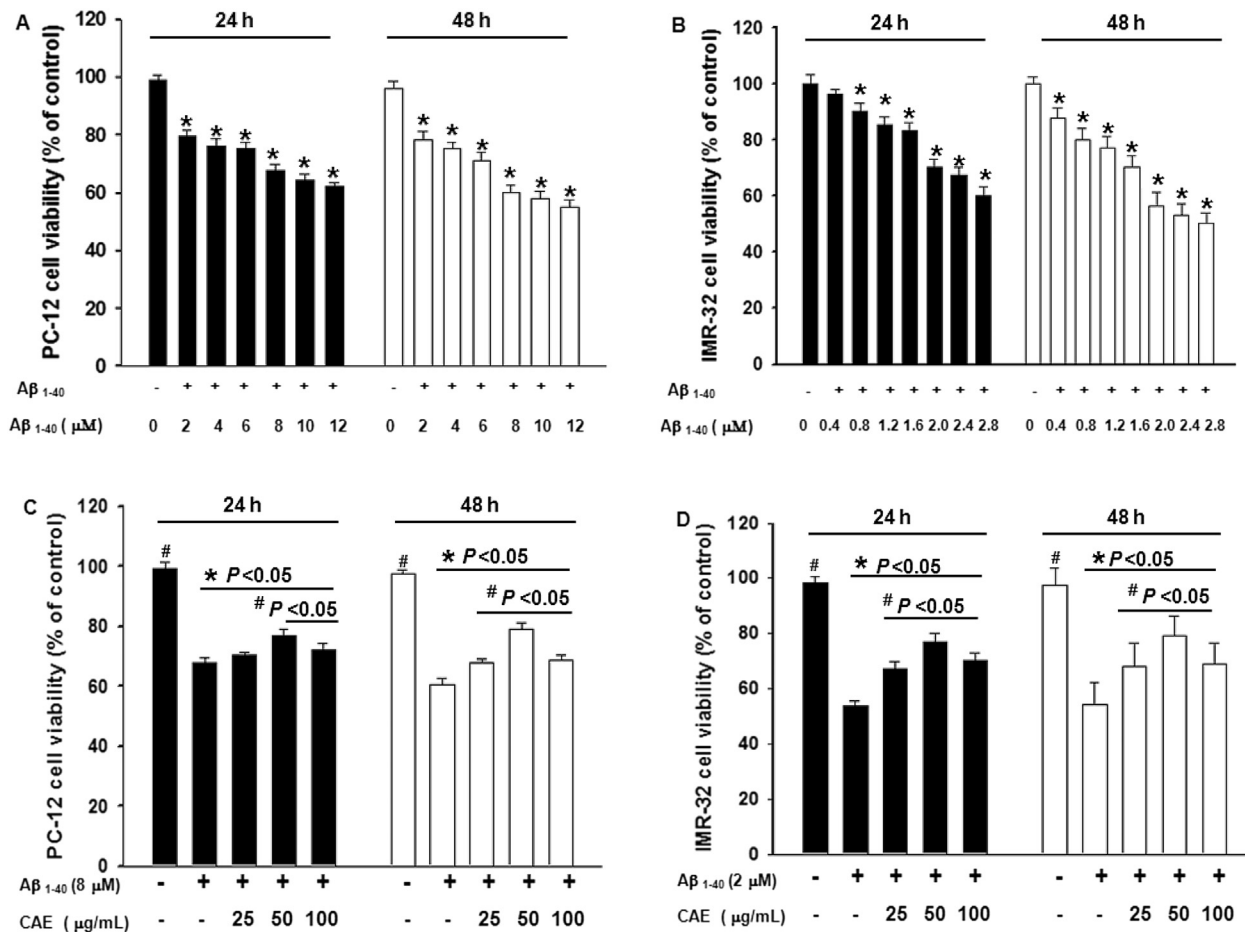 A
PC-12 cell viability (% of control)
120
100
80
60
40
20
0
24 h
48 h
* * * * * *
* * * * * *
Aβ 1-40 - + + + + + + - + + + + + +
Aβ 1-40 ( μM) 0 2 4 6 8 10 12 0 2 4 6 8 10 12
B
IMR-32 cell viability (% of control)
120
100
80
60
40
20
0
24 h
48 h
* * * * * *
* * * * * * *
Aβ 1-40 - + + + + + + - + + + + + + +
Aβ 1-40 ( μM) 0 0.4 0.8 1.2 1.6 2.0 2.4 2.8 0 0.4 0.8 1.2 1.6 2.0 2.4 2.8
C
PC-12 cell viability (% of control)
120
100
80
60
40
20
0
24 h
48 h
#
* P <0.05
# P <0.05
#
* P <0.05
# P <0.05
Aβ 1-40 (8 μM) - + + + + - + + + +
CAE ( μg/mL) - - 25 50 100 - - 25 50 100
D
IMR-32 cell viability (% of control)
120
100
80
60
40
20
0
24 h
48 h
#
* P <0.05
# P <0.05
#
* P <0.05
# P <0.05
Aβ 1-40 (2 μM) - + + + + - + + + +
CAE ( μg/mL) - - 25 50 100 - - 25 50 100